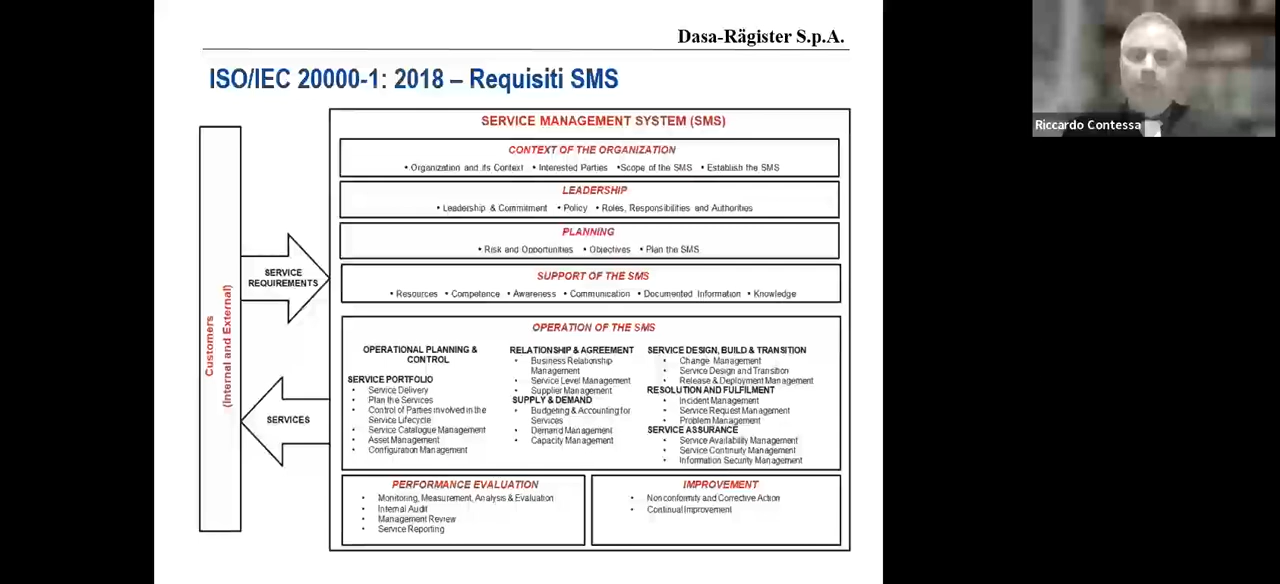 Dasa-Rägister S.p.A.
ISO/IEC 20000-1: 2018 – Requisiti SMS
Riccardo Contessa
SERVICE MANAGEMENT SYSTEM (SMS)
CONTEXT OF THE ORGANIZATION
• Organization and its Context • Interested Parties •Scope of the SMS • Establish the SMS
LEADERSHIP
• Leadership & Commitment • Policy • Roles, Responsibilities and Authorities
PLANNING
• Risk and Opportunities • Objectives • Plan the SMS
SUPPORT OF THE SMS
• Resources • Competence • Awareness • Communication • Documented Information • Knowledge
Customers
(Internal and External)
SERVICE
REQUIREMENTS
SERVICES
OPERATION OF THE SMS
OPERATIONAL PLANNING &
CONTROL
SERVICE PORTFOLIO
• Service Delivery
• Plan the Services
• Control of Parties involved in the
Service Lifecycle
• Service Catalogue Management
• Asset Management
• Configuration Management
RELATIONSHIP & AGREEMENT
• Business Relationship
Management
• Service Level Management
• Supplier Management
SUPPLY & DEMAND
• Budgeting & Accounting for
Services
• Demand Management
• Capacity Management
SERVICE DESIGN, BUILD & TRANSITION
• Change Management
• Service Design and Transition
• Release & Deployment Management
RESOLUTION AND FULFILMENT
• Incident Management
• Service Request Management
• Problem Management
SERVICE ASSURANCE
• Service Availability Management
• Service Continuity Management
• Information Security Management
PERFORMANCE EVALUATION
• Monitoring, Measurement, Analysis & Evaluation
• Internal Audit
• Management Review
• Service Reporting
IMPROVEMENT
• Nonconformity and Corrective Action
• Continual Improvement